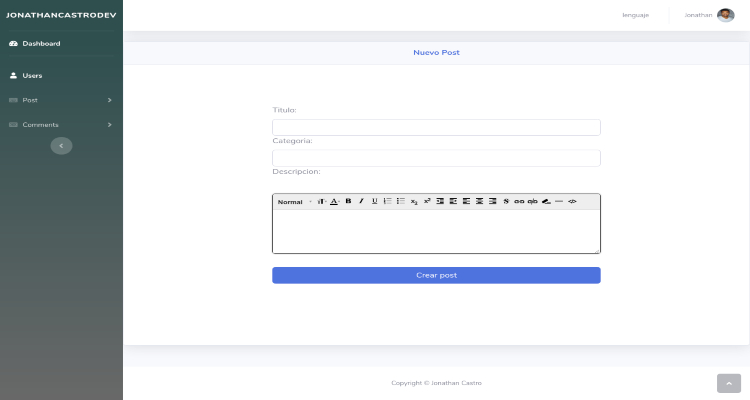 JONATHANCASTRODEV
Dashboard
Users
Post
Comments
lenguaje
Jonathan
Nuevo Post
Titulo:
Categoria:
Descripcion:
Normal
Crear post
Copyright © Jonathan Castro